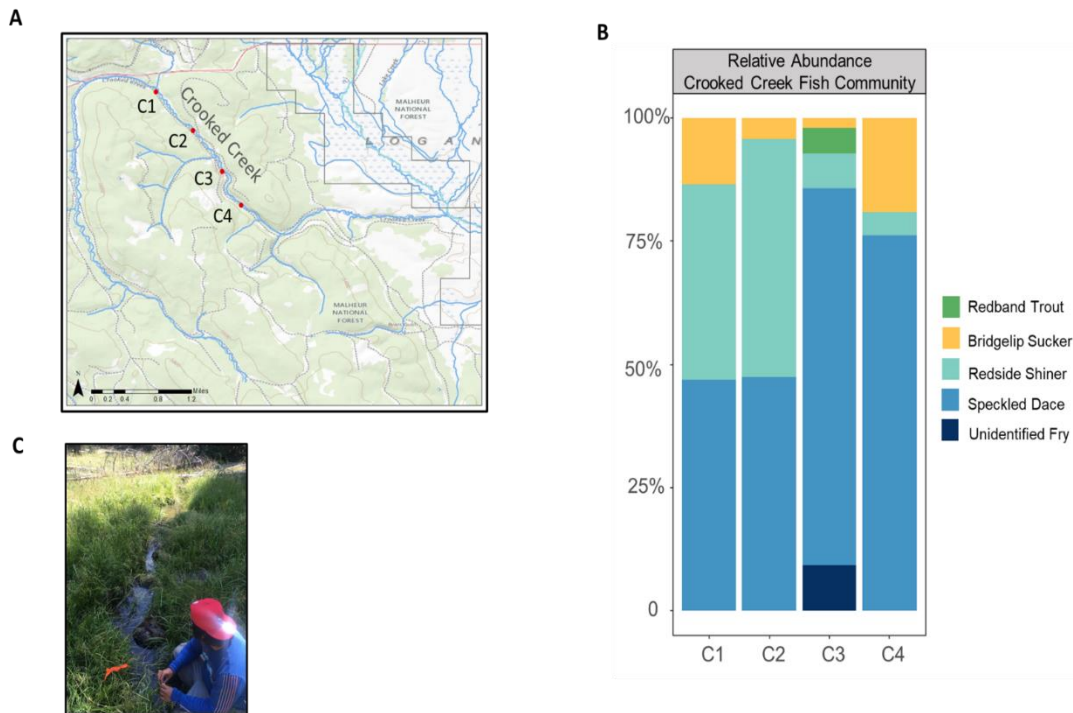 A
C1
C2
C3
C4
Crooked Creek
MALHEUR
NATIONAL
FOREST
L O G A N
MALHEUR
NATIONAL
FOREST
N
0 0.2 0.4 0.8 1.2
Miles
B
Relative Abundance
Crooked Creek Fish Community
100%
75%
50%
25%
0
C1 C2 C3 C4
Redband Trout
Bridgelip Sucker
Redside Shiner
Speckled Dace
Unidentified Fry
C